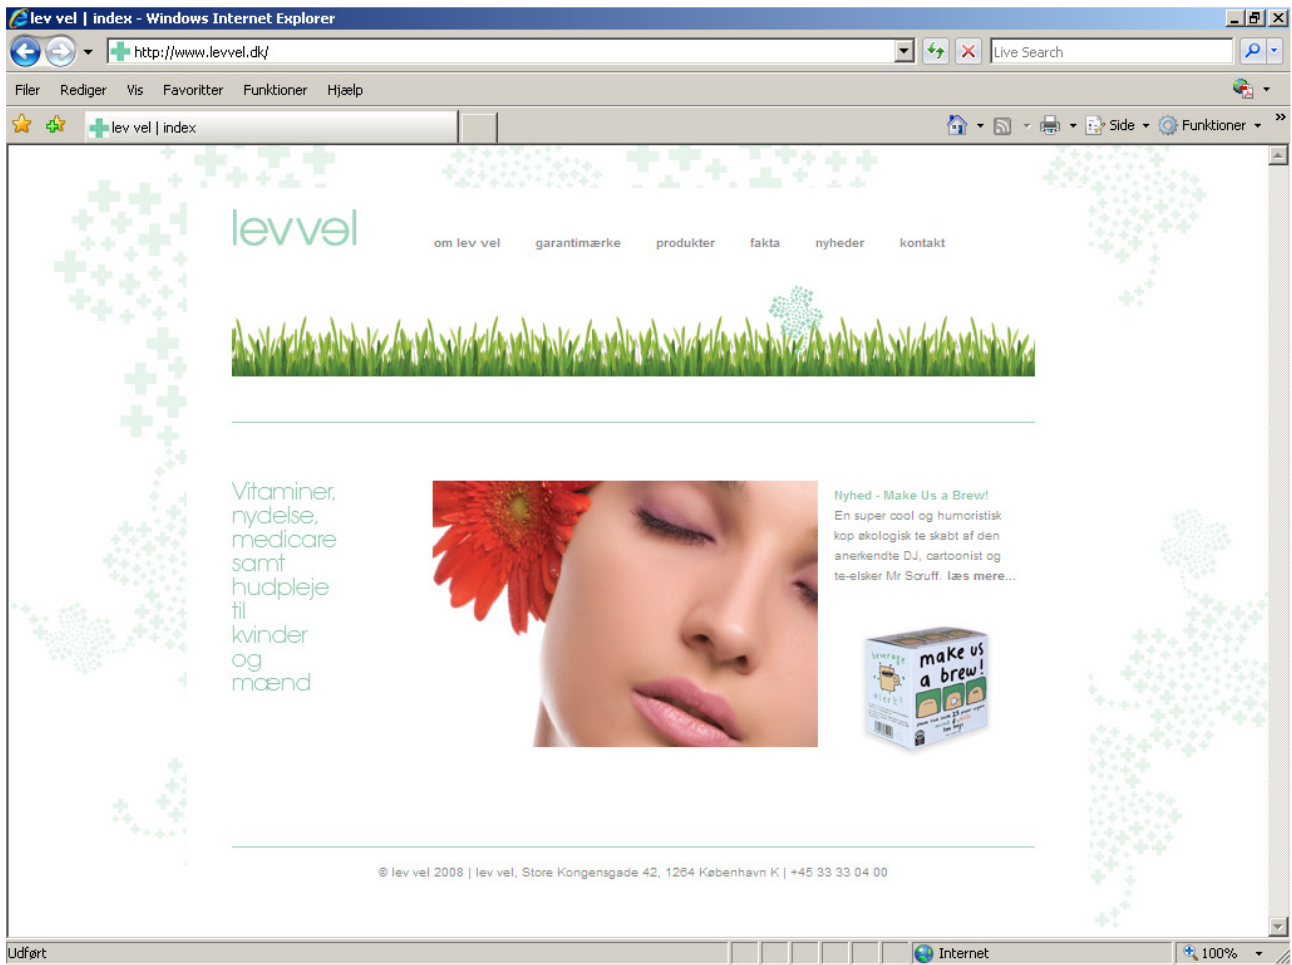 lev vel | index - Windows Internet Explorer
http://www.levvel.dk/
Live Search
Filer Rediger Vis Favoritter Funktioner Hjælp
lev vel | index
Side Funktioner »
levvel
om lev vel garantimærke produkter fakta nyheder kontakt
Vitaminer,
nydelse,
medicare
samt
hudpleje
til
kvinder
og
mænd
Nyhed - Make Us a Brew!
En super cool og humoristisk
kop økologisk te skabt af den
anerkendte DJ, cartoonist og
te-elsker Mr Scruff. læs mere...
beverage
alert!
make us
a brew!
© lev vel 2008 | lev vel, Store Kongensgade 42, 1264 København K | +45 33 33 04 00
Udført
Internet
100%